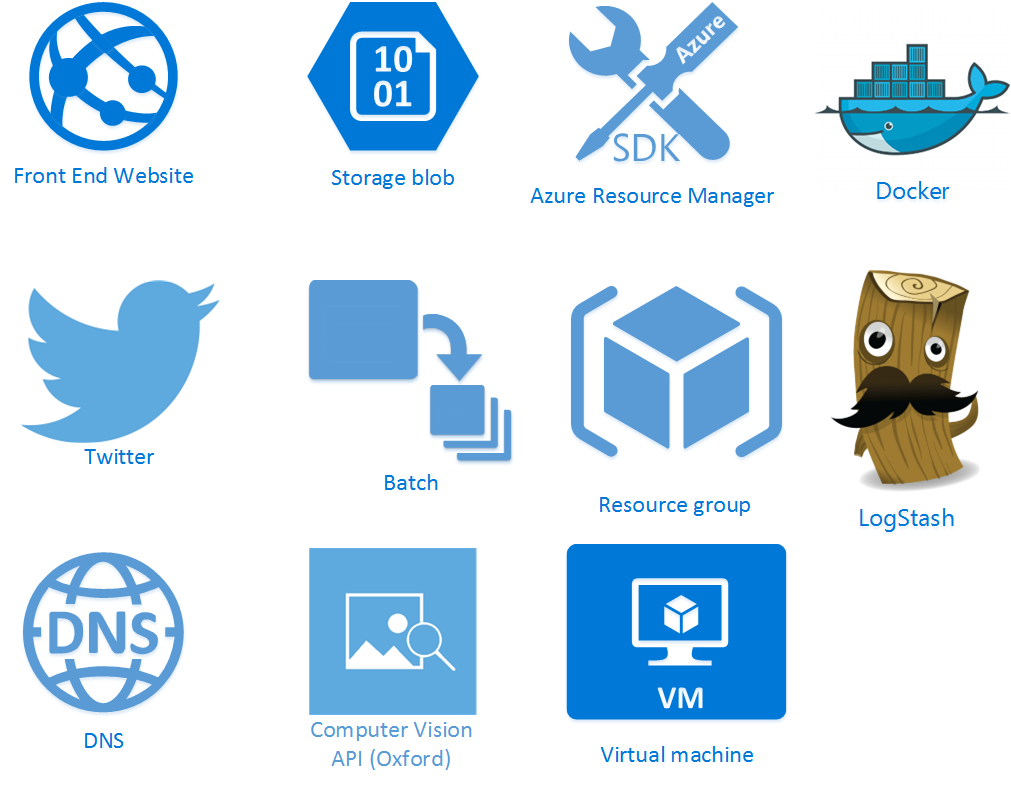 10
01
Azure
SDK
Front End Website
Storage blob
Azure Resource Manager
Docker
Twitter
Batch
Resource group
LogStash
DNS
VM
DNS
Computer Vision
API (Oxford)
Virtual machine